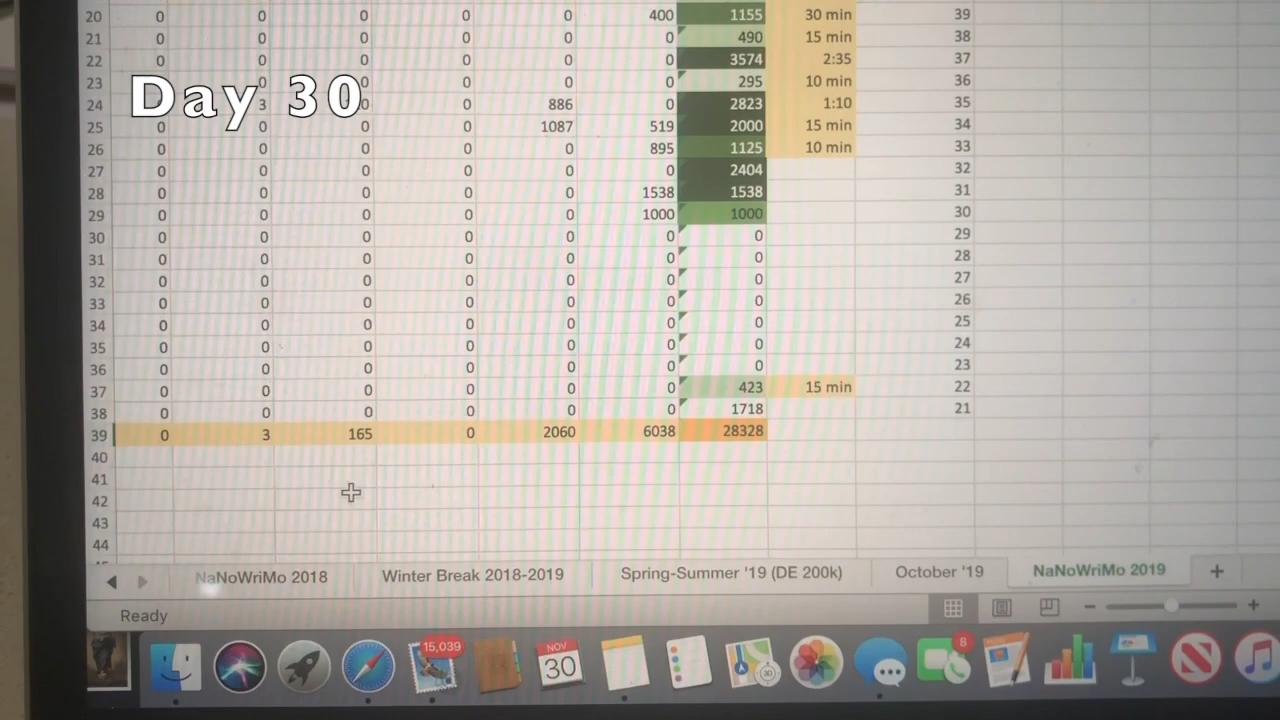 20 0 0 0 0 0 400 1155 30 min 39
21 0 0 0 0 0 0 490 15 min 38
22 0 0 0 0 0 0 3574 2:35 37
23 0 0 0 0 0 0 295 10 min 36
Day 30
24 3 0 0 886 0 2823 1:10 35
25 0 0 0 0 1087 519 2000 15 min 34
26 0 0 0 0 0 895 1125 10 min 33
27 0 0 0 0 0 0 2404 32
28 0 0 0 0 0 1538 1538 31
29 0 0 0 0 0 1000 1000 30
30 0 0 0 0 0 0 0 29
31 0 0 0 0 0 0 0 28
32 0 0 0 0 0 0 0 27
33 0 0 0 0 0 0 0 26
34 0 0 0 0 0 0 0 25
35 0 0 0 0 0 0 0 24
36 0 0 0 0 0 0 0 23
37 0 0 0 0 0 0 423 15 min 22
38 0 0 0 0 0 0 1718 21
39 0 3 165 0 2060 6038 28328
40
41
42
43
44
NaNoWriMo 2018 Winter Break 2018-2019 Spring-Summer '19 (DE 200k) October '19 NaNoWriMo 2019
Ready
15,039 NOV 30 8